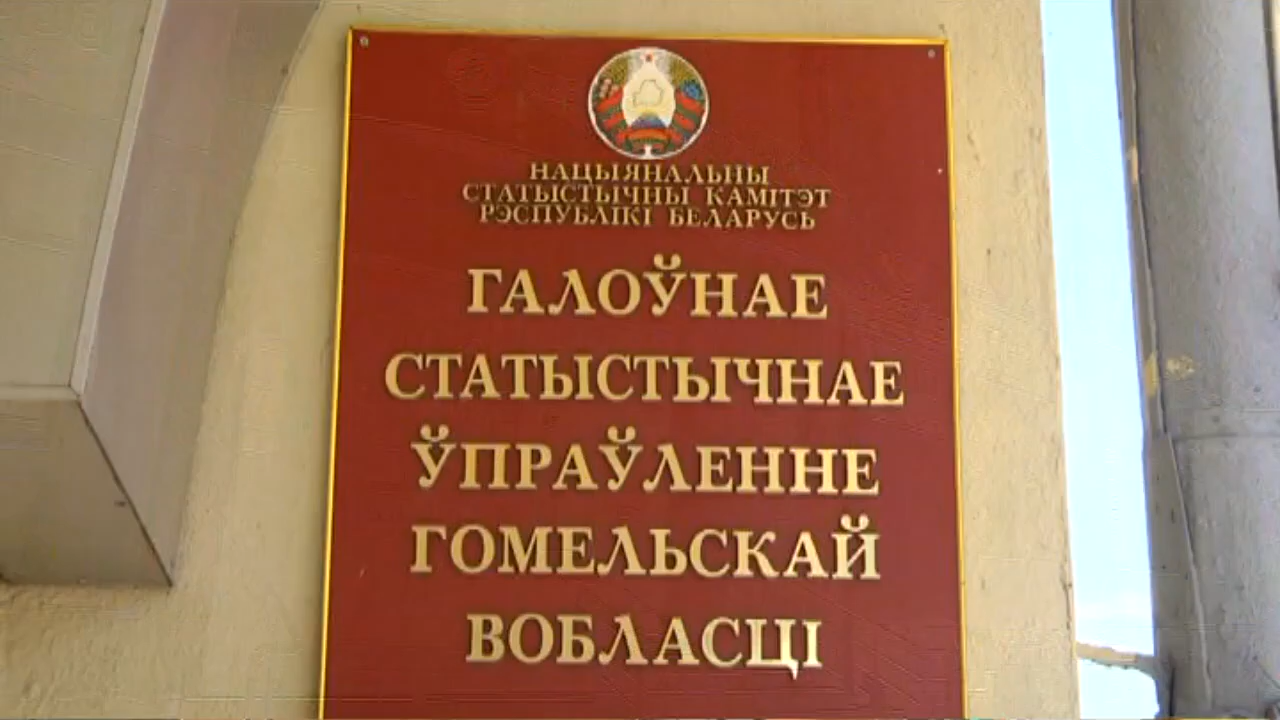 НАЦЫЯНАЛЬНЫ
СТАТЫСТЫЧНЫ КАМІТЭТ
РЭСПУБЛІКІ БЕЛАРУСЬ
ГАЛОЎНАЕ
СТАТЫСТЫЧНАЕ
ЎПРАЎЛЕННЕ
ГОМЕЛЬСКАЙ
ВОБЛАСЦІ